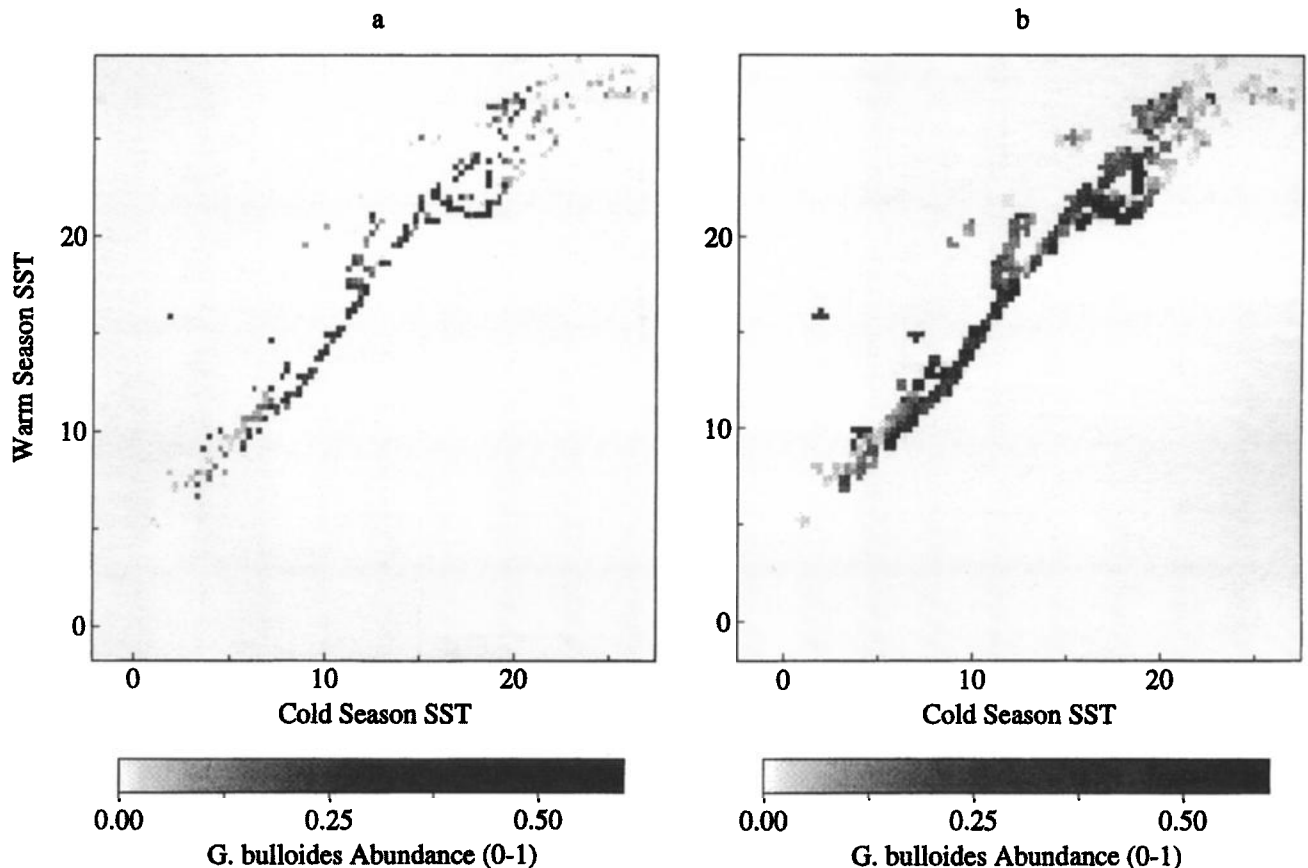 a
b
Warm Season SST
20
10
0
20
10
0
0 10 20
Cold Season SST
0 10 20
Cold Season SST
0.00 0.25 0.50
G. bulloides Abundance (0-1)
0.00 0.25 0.50
G. bulloides Abundance (0-1)